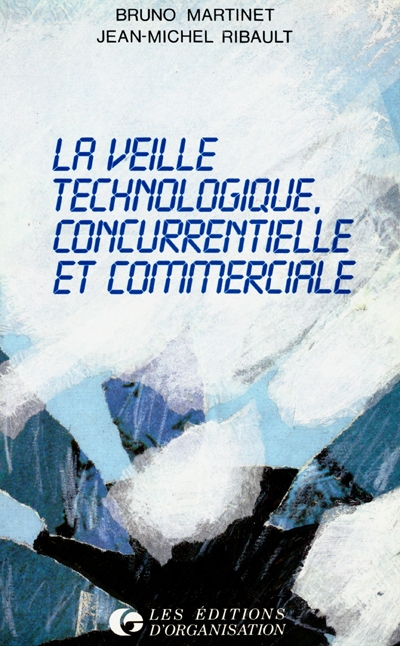 BRUNO MARTINET
JEAN-MICHEL RIBAULT
LA VEILLE
TECHNOLOGIQUE,
CONCURRENTIELLE
ET COMMERCIALE
LES ÉDITIONS
D'ORGANISATION